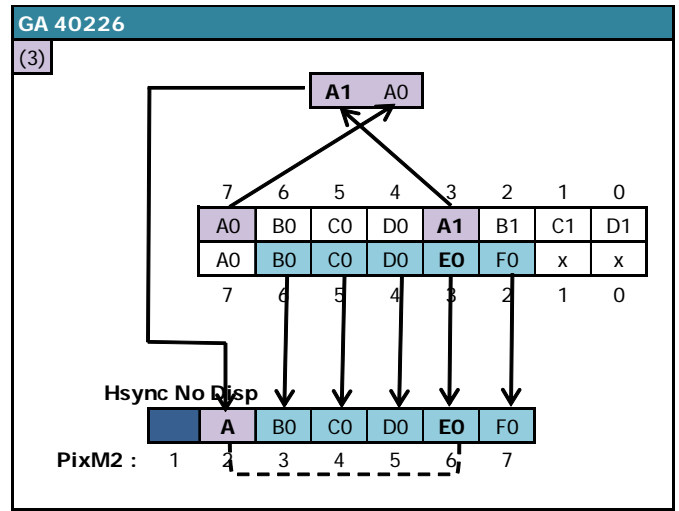 GA 40226
(3)
A1 A0
7 6 5 4 3 2 1 0
A0 B0 C0 D0 A1 B1 C1 D1
A0 B0 C0 D0 E0 F0 x x
7 6 5 4 3 2 1 0
Hsync No Disp
A B0 C0 D0 E0 F0
PixM2 : 1 2 3 4 5 6 7